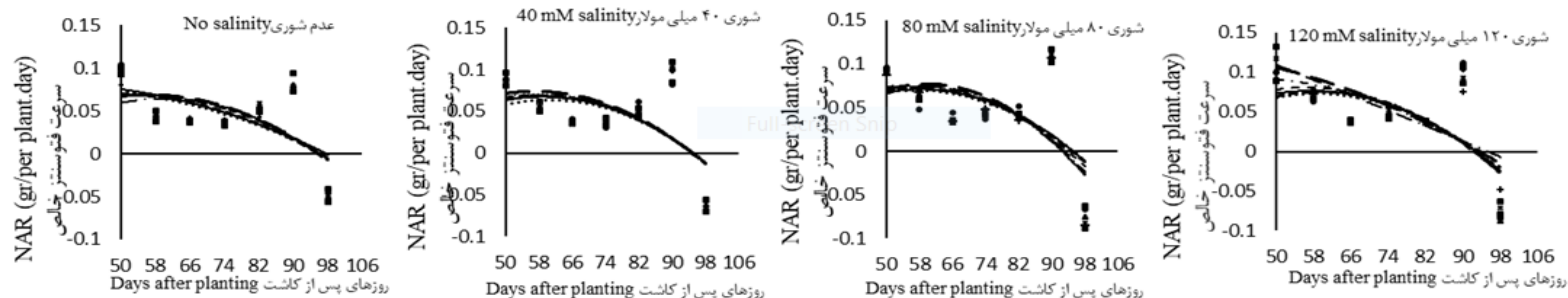 No salinity عدم شوری
NAR (gr/per plant.day)
سرعت فتوسنتز خالص
0.15
0.1
0.05
0
0.05
-0.1
50 58 66 74 82 90 98 106
Days after planting روزهای پس از کاشت
40 mM salinity شوری ۴۰ میلی مولار
NAR (gr/per plant.day)
سرعت فتوسنتز خالص
0.15
0.1
0.05
0
0.05
-0.1
50 58 66 74 82 90 98 106
Days after planting روزهای پس از کاشت
80 mM salinity شوری ۸۰ میلی مولار
NAR (gr/per plant.day)
سرعت فتوسنتز خالص
0.15
0.1
0.05
0
0.05
-0.1
50 58 66 74 82 90 98 106
Days after planting روزهای پس از کاشت
Full-screen Snip
120 mM salinity شوری ۱۲۰ میلی مولار
NAR (gr/per plant.day)
سرعت فتوسنتز خالص
0.15
0.1
0.05
0
0.05
-0.1
50 58 66 74 82 90 98 106
Days after planting روزهای پس از کاشت